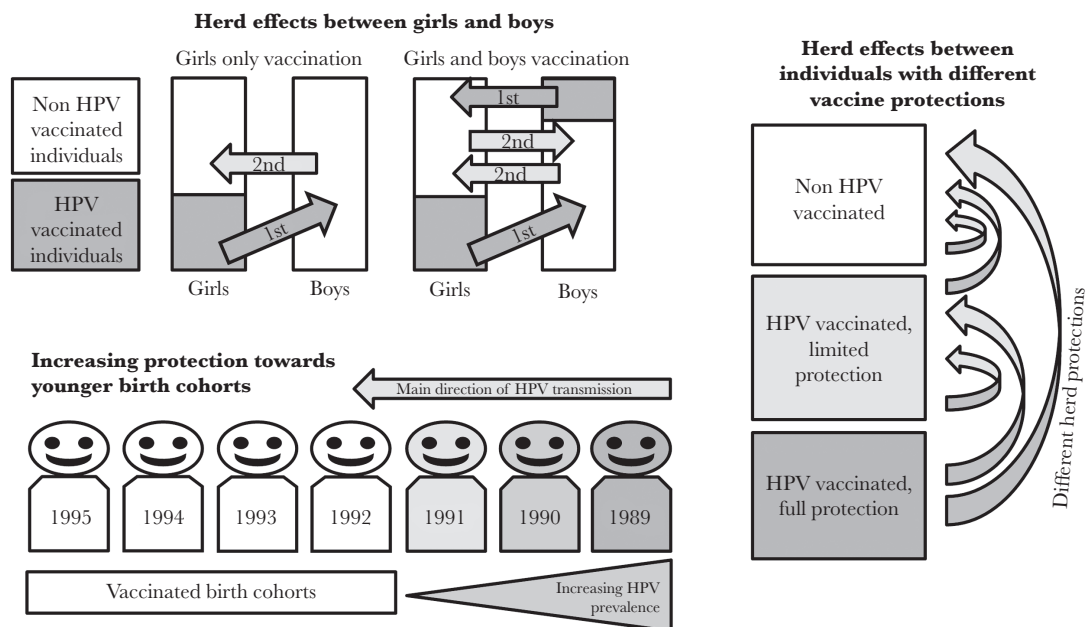 Herd effects between girls and boys
Girls only vaccination
Girls and boys vaccination
Non HPV
vaccinated
individuals
HPV
vaccinated
individuals
2nd
1st
Girls
Boys
1st
2nd
2nd
1st
Girls
Boys
Increasing protection towards
younger birth cohorts
Main direction of HPV transmission
1995
1994
1993
1992
1991
1990
1989
Vaccinated birth cohorts
Increasing HPV
prevalence
Herd effects between
individuals with different
vaccine protections
Non HPV
vaccinated
HPV vaccinated,
limited
protection
HPV vaccinated,
full protection
Different herd protections